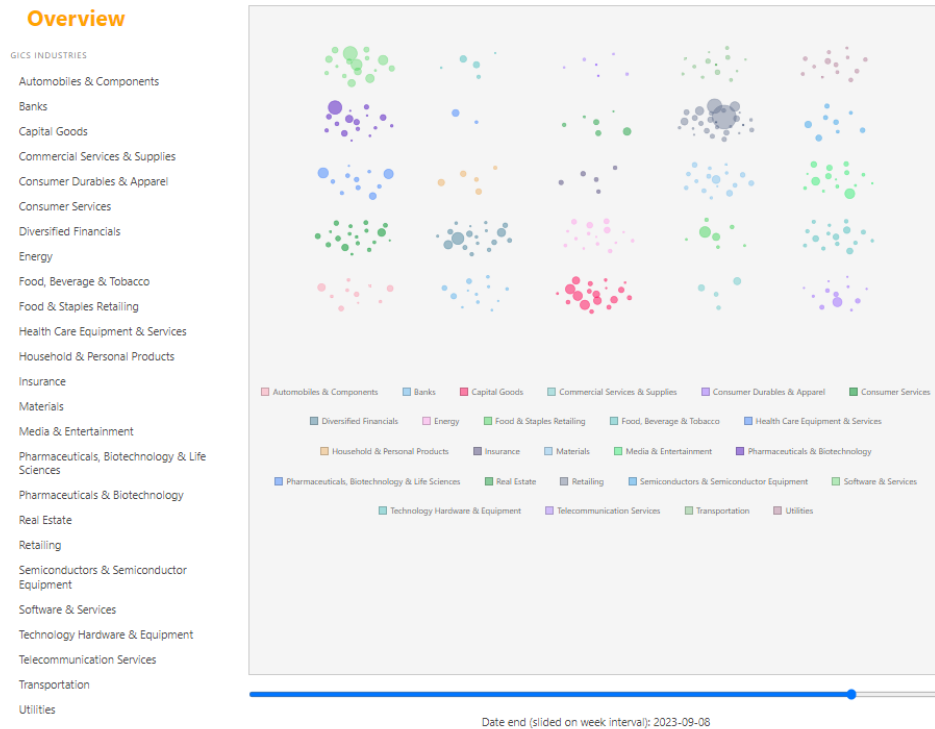 Overview
GICS INDUSTRIES
Automobiles & Components
Banks
Capital Goods
Commercial Services & Supplies
Consumer Durables & Apparel
Consumer Services
Diversified Financials
Energy
Food, Beverage & Tobacco
Food & Staples Retailing
Health Care Equipment & Services
Household & Personal Products
Insurance
Materials
Media & Entertainment
Pharmaceuticals, Biotechnology & Life
Sciences
Pharmaceuticals & Biotechnology
Real Estate
Retailing
Semiconductors & Semiconductor
Equipment
Software & Services
Technology Hardware & Equipment
Telecommunication Services
Transportation
Utilities
Automobiles & Components Banks Capital Goods Commercial Services & Supplies Consumer Durables & Apparel Consumer Services
Diversified Financials Energy Food & Staples Retailing Food, Beverage & Tobacco Health Care Equipment & Services
Household & Personal Products Insurance Materials Media & Entertainment Pharmaceuticals & Biotechnology
Pharmaceuticals, Biotechnology & Life Sciences Real Estate Retailing Semiconductors & Semiconductor Equipment Software & Services
Technology Hardware & Equipment Telecommunication Services Transportation Utilities
Date end (slided on week interval): 2023-09-08